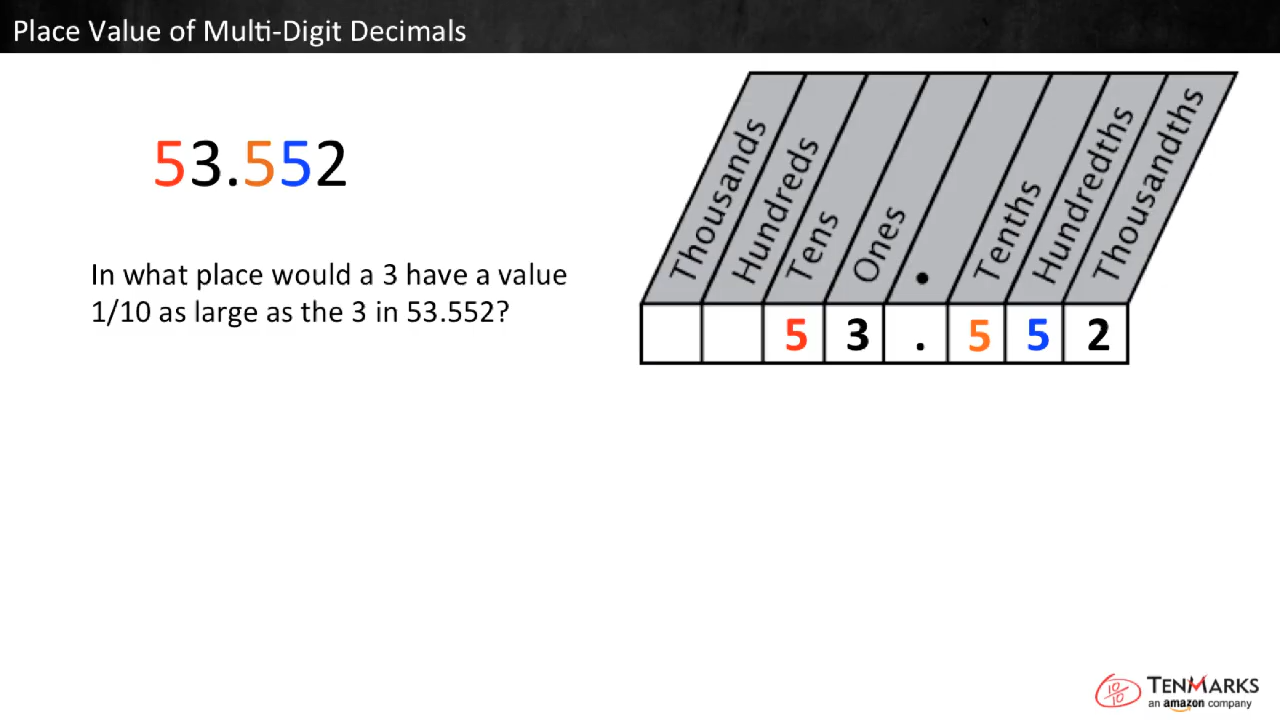 Place Value of Multi-Digit Decimals
53.552
In what place would a 3 have a value
1/10 as large as the 3 in 53.552?
Thousands Hundreds Tens Ones . Tenths Hundredths Thousandths
5 3 . 5 5 2
10/10 TENMARKS
an amazon company